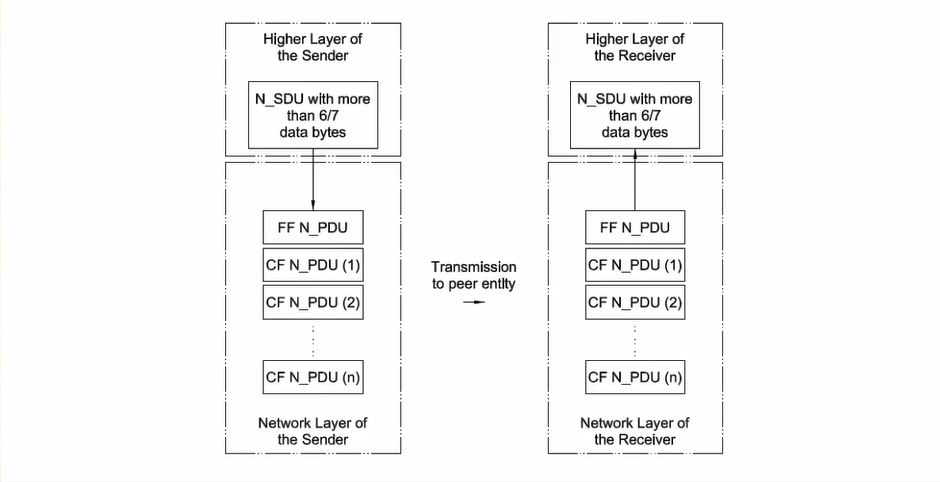 Higher Layer of
the Sender
N_SDU with more
than 6/7
data bytes
FF N_PDU
CF N_PDU (1)
CF N_PDU (2)
CF N_PDU (n)
Network Layer of
the Sender
Transmission
to peer entity
Higher Layer of
the Receiver
N_SDU with more
than 6/7
data bytes
FF N_PDU
CF N_PDU (1)
CF N_PDU (2)
CF N_PDU (n)
Network Layer of
the Receiver